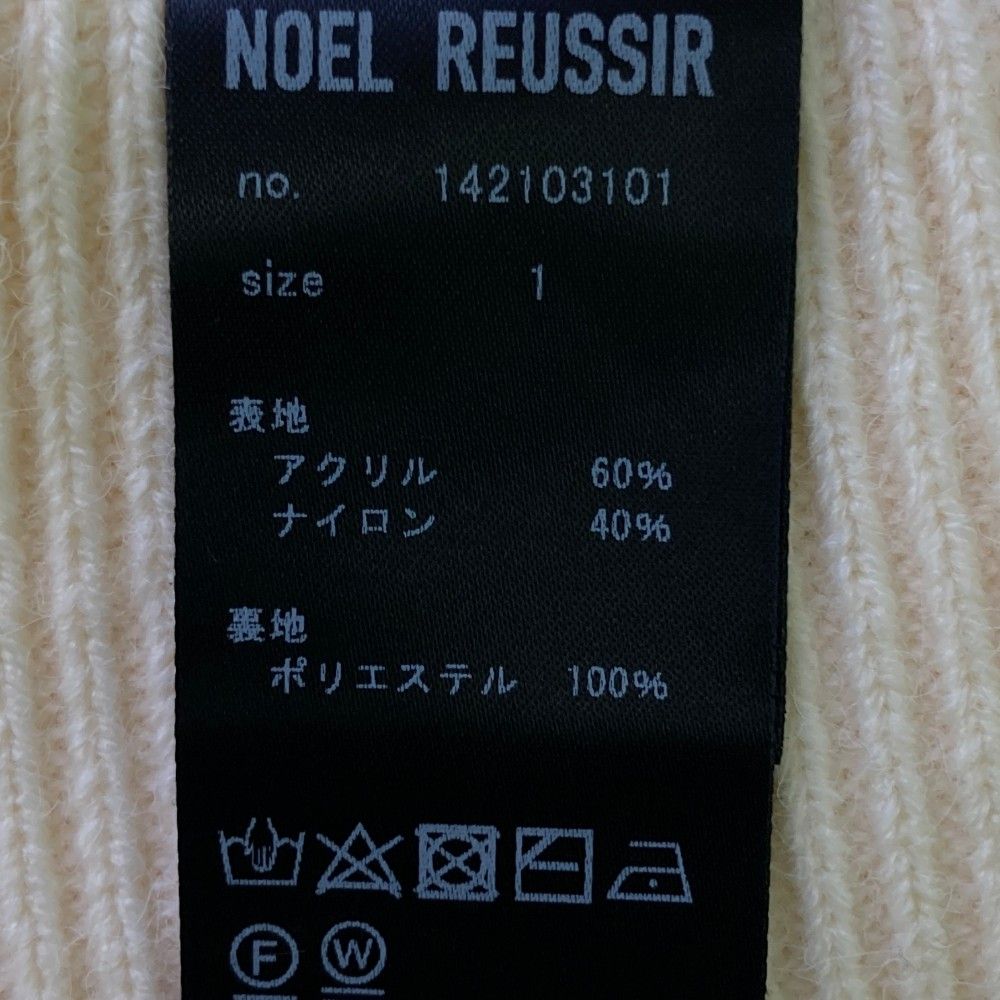 NOEL REUSSIR
no. 142103101
size 1
表地
アクリル 60%
ナイロン 40%
裏地
ポリエステル 100%
F W